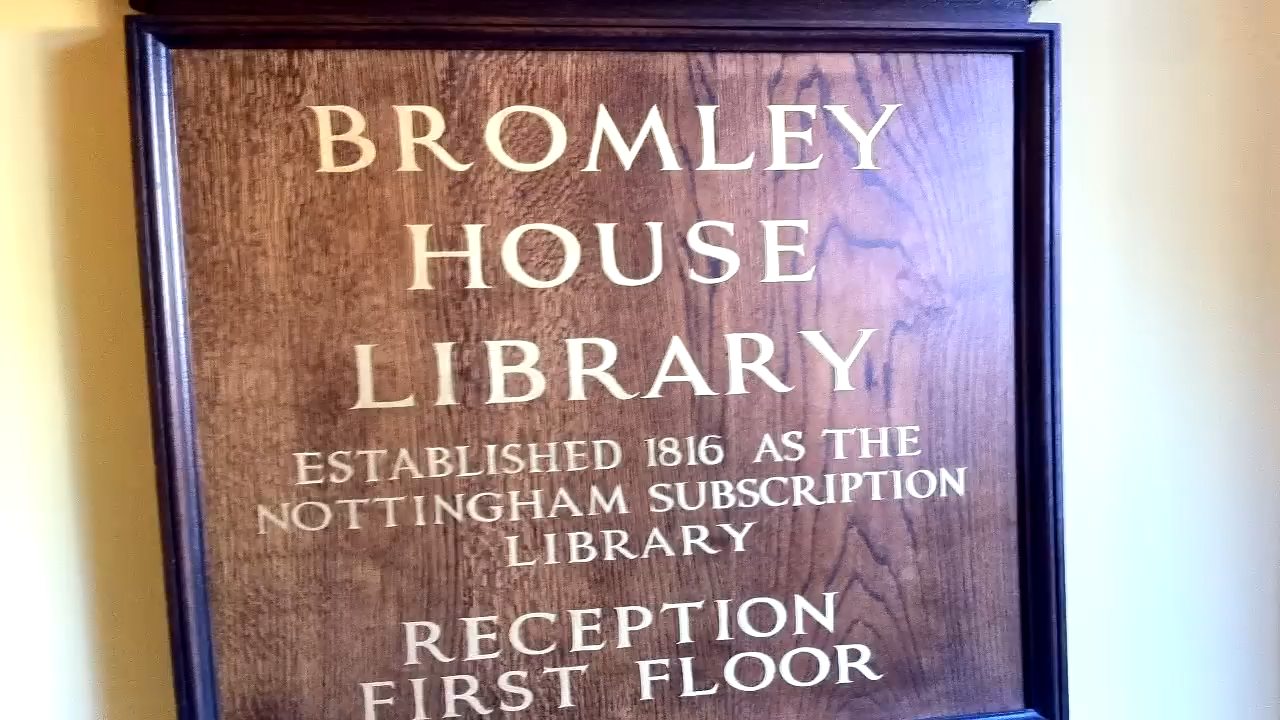 BROMLEY
HOUSE
LIBRARY
ESTABLISHED 1816 AS THE
NOTTINGHAM SUBSCRIPTION
LIBRARY
RECEPTION
FIRST FLOOR